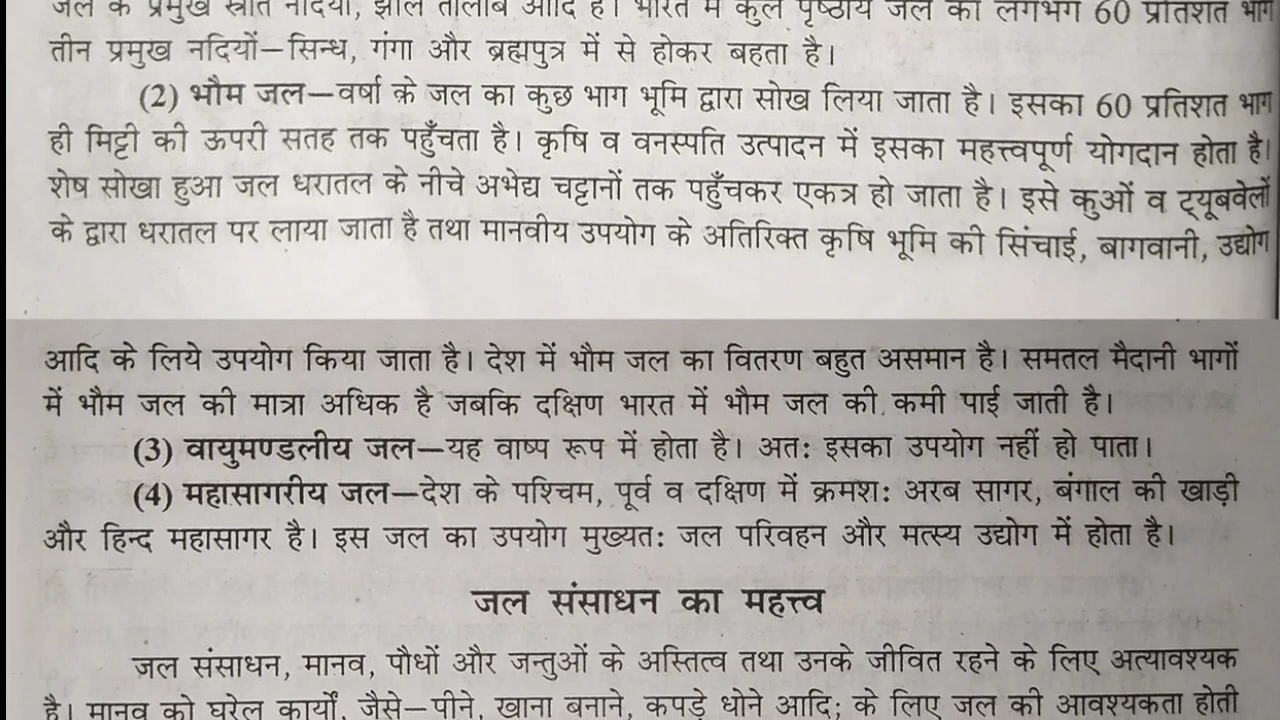 जल के प्रमुख स्रोत नदियाँ, झील तालाब आदि हैं। भारत में कुल पृष्ठीय जल का लगभग 60 प्रतिशत भाग
तीन प्रमुख नदियों—सिन्ध, गंगा और ब्रह्मपुत्र में से होकर बहता है।
(2) भौम जल—वर्षा के जल का कुछ भाग भूमि द्वारा सोख लिया जाता है। इसका 60 प्रतिशत भाग
ही मिट्टी की ऊपरी सतह तक पहुँचता है। कृषि व वनस्पति उत्पादन में इसका महत्त्वपूर्ण योगदान होता है।
शेष सोखा हुआ जल धरातल के नीचे अभेद्य चट्टानों तक पहुँचकर एकत्र हो जाता है। इसे कुओं व ट्यूबवेलों
के द्वारा धरातल पर लाया जाता है तथा मानवीय उपयोग के अतिरिक्त कृषि भूमि की सिंचाई, बागवानी, उद्योग
आदि के लिये उपयोग किया जाता है। देश में भौम जल का वितरण बहुत असमान है। समतल मैदानी भागों
में भौम जल की मात्रा अधिक है जबकि दक्षिण भारत में भौम जल की कमी पाई जाती है।
(3) वायुमण्डलीय जल—यह वाष्प रूप में होता है। अतः इसका उपयोग नहीं हो पाता।
(4) महासागरीय जल—देश के पश्चिम, पूर्व व दक्षिण में क्रमशः अरब सागर, बंगाल की खाड़ी
और हिन्द महासागर है। इस जल का उपयोग मुख्यतः जल परिवहन और मत्स्य उद्योग में होता है।
जल संसाधन का महत्त्व
जल संसाधन, मानव, पौधों और जन्तुओं के अस्तित्व तथा उनके जीवित रहने के लिए अत्यावश्यक
है। मानव को घरेलू कार्यों, जैसे—पीने, खाना बनाने, कपड़े धोने आदि; के लिए जल की आवश्यकता होती